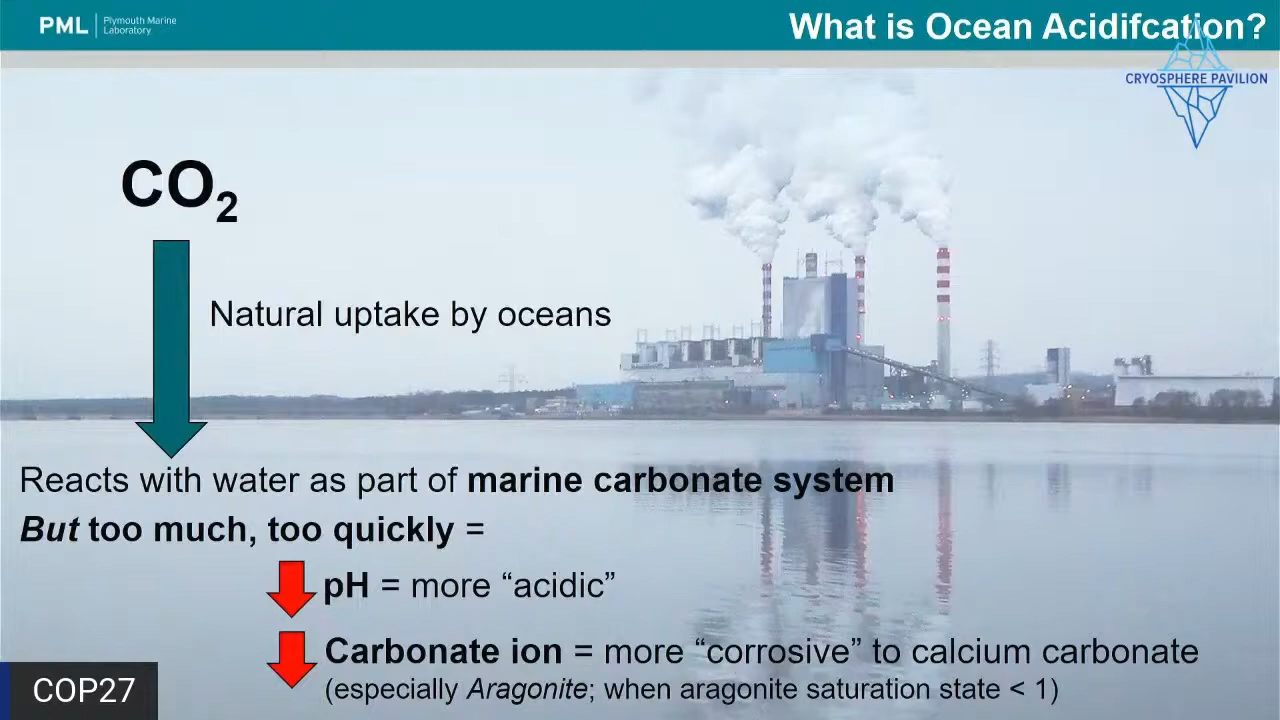 PML
Plymouth Marine
Laboratory
What is Ocean Acidifcation?
CRYOSPHERE PAVILION
CO₂
Natural uptake by oceans
Reacts with water as part of marine carbonate system
But too much, too quickly =
pH = more “acidic”
Carbonate ion = more “corrosive” to calcium carbonate
(especially Aragonite; when aragonite saturation state < 1)
COP27